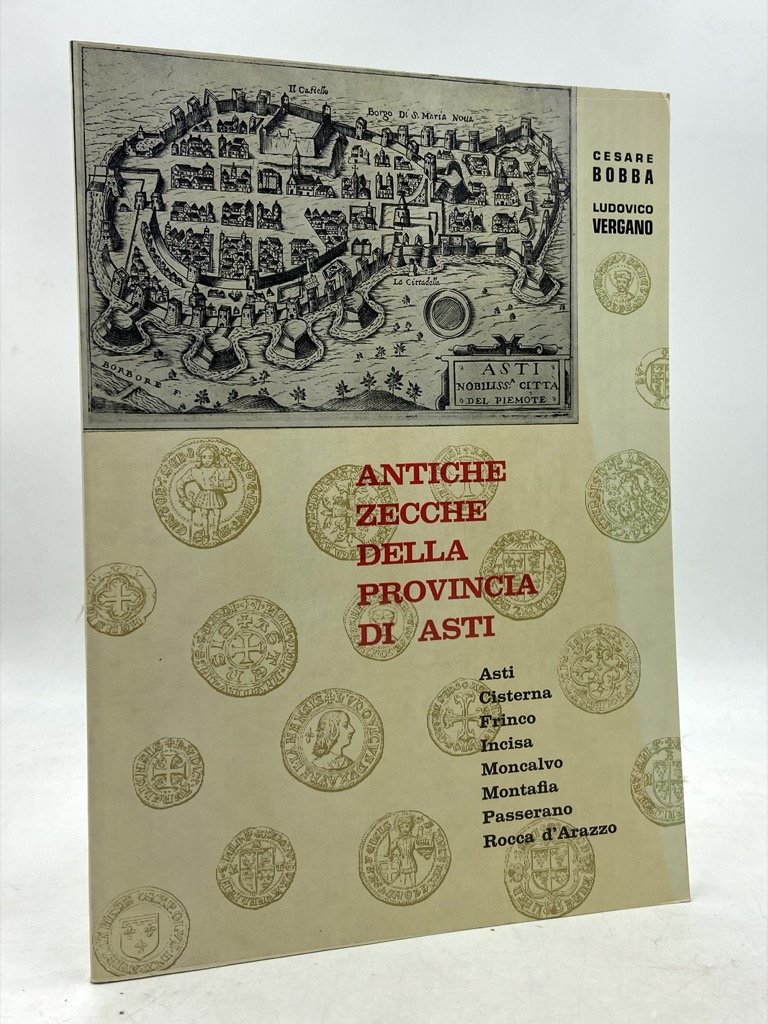 Il Castello
Borgo Di S. Maria Noua
La Cittadella
BORBORE F.
ASTI
NOBILISS.A CITTA
DEL PIEMOTE
CESARE
BOBBA
LUDOVICO
VERGANO
ANTICHE
ZECCHE
DELLA
PROVINCIA
DI ASTI
Asti
Cisterna
Frinco
Incisa
Moncalvo
Montafia
Passerano
Rocca d'Arazzo